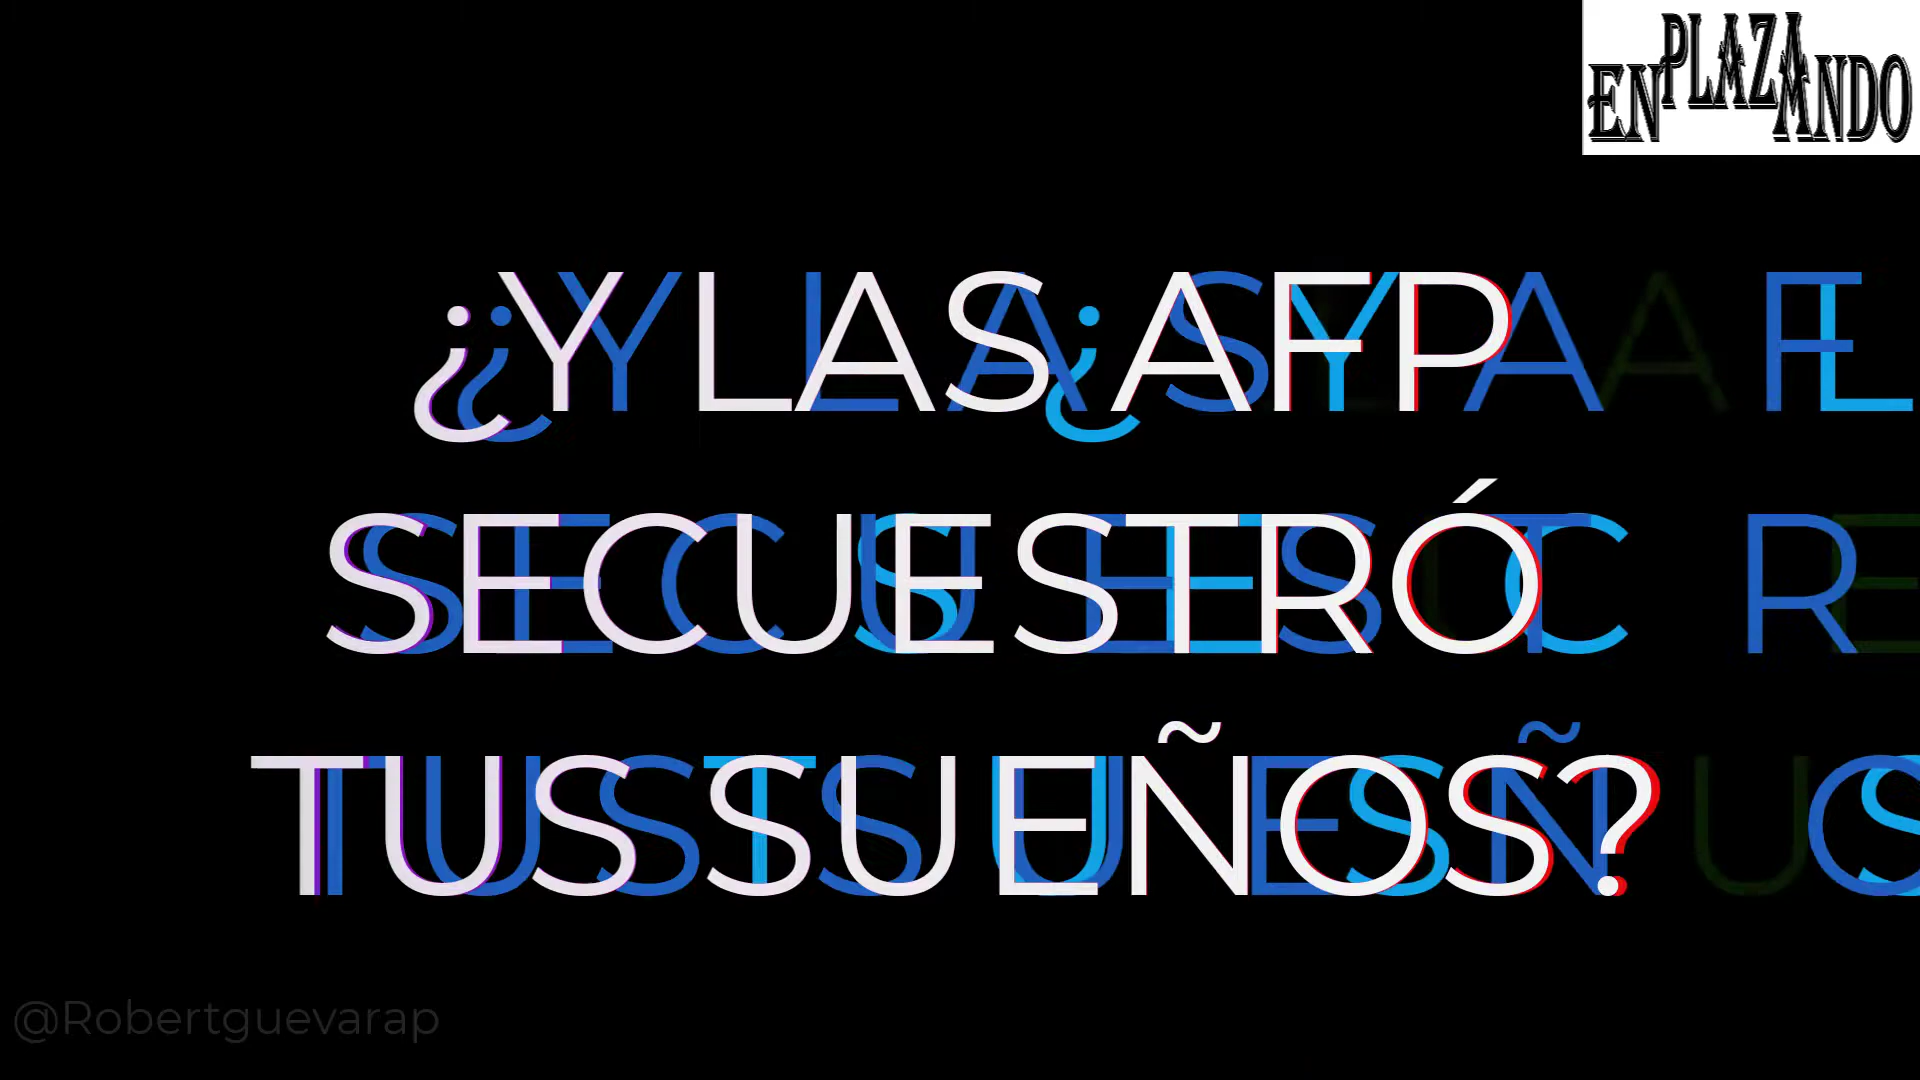 ENPLAZANDO
¿Y LAS AFP
SECUESTRÓ
TUS SUEÑOS?
@Robertguevarap